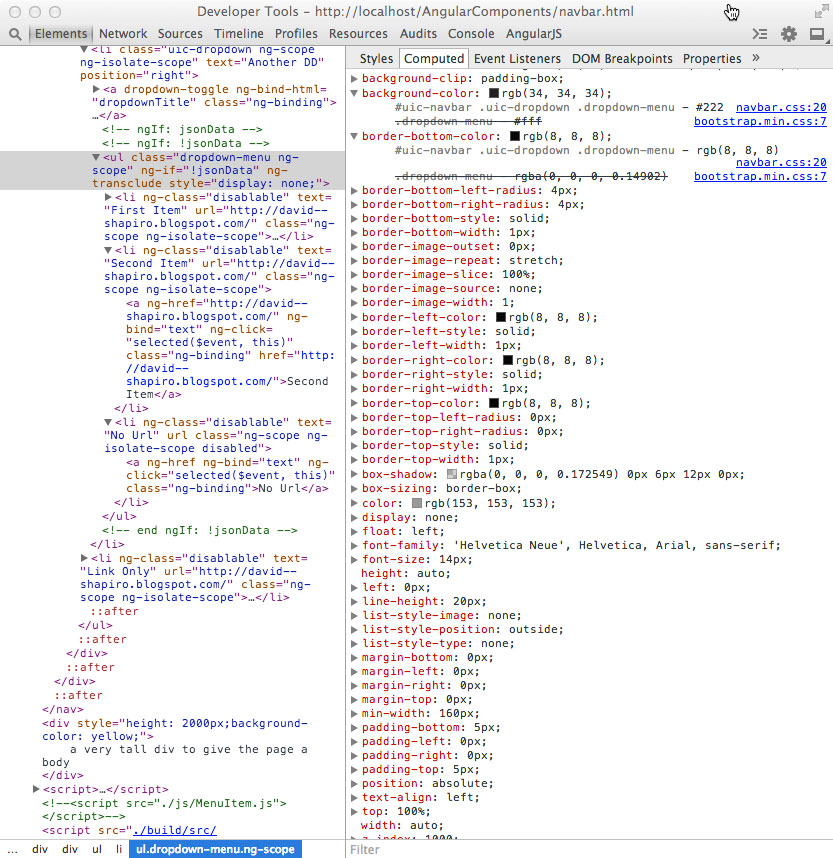 Developer Tools - http://localhost/AngularComponents/navbar.html
Elements Network Sources Timeline Profiles Resources Audits Console AngularJS
<li class="uic-dropdown ng-scope
ng-isolate-scope" text="Another DD"
position="right">
<a dropdown-toggle ng-bind-html=
"dropdownTitle" class="ng-binding">
…</a>
<!-- ngIf: jsonData -->
<!-- ngIf: !jsonData -->
<ul class="dropdown-menu ng-
scope" ng-if="!jsonData" ng-
transclude style="display: none;">
<li ng-class="disablable" text=
"First Item" url="http://david--
shapiro.blogspot.com/" class="ng-
scope ng-isolate-scope">…</li>
<li ng-class="disablable" text=
"Second Item" url="http://david--
shapiro.blogspot.com/" class="ng-
scope ng-isolate-scope">
<a ng-href="http://david--
shapiro.blogspot.com/" ng-
bind="text" ng-click=
"selected($event, this)"
class="ng-binding" href="http:
//david--
shapiro.blogspot.com/">Second
Item</a>
</li>
<li ng-class="disablable" text=
"No Url" url class="ng-scope ng-
isolate-scope disabled">
<a ng-href ng-bind="text" ng-
click="selected($event, this)"
class="ng-binding">No Url</a>
</li>
</ul>
<!-- end ngIf: !jsonData -->
</li>
<li ng-class="disablable" text=
"Link Only" url="http://david--
shapiro.blogspot.com/" class="ng-
scope ng-isolate-scope">…</li>
::after
</ul>
::after
</div>
::after
</div>
::after
</nav>
<div style="height: 2000px;background-
color: yellow;">
a very tall div to give the page a
body
</div>
<script>…</script>
<!--<script src="./js/MenuItem.js">
</script>-->
<script src="./build/src/
... div div ul li ul.dropdown-menu.ng-scope
Styles Computed Event Listeners DOM Breakpoints Properties »
background-clip: padding-box;
background-color: rgb(34, 34, 34);
#uic-navbar .uic-dropdown .dropdown-menu – #222 navbar.css:20
.dropdown-menu – #fff bootstrap.min.css:7
border-bottom-color: rgb(8, 8, 8);
#uic-navbar .uic-dropdown .dropdown-menu – rgb(8, 8, 8)
navbar.css:20
.dropdown-menu – rgba(0, 0, 0, 0.14902) bootstrap.min.css:7
border-bottom-left-radius: 4px;
border-bottom-right-radius: 4px;
border-bottom-style: solid;
border-bottom-width: 1px;
border-image-outset: 0px;
border-image-repeat: stretch;
border-image-slice: 100%;
border-image-source: none;
border-image-width: 1;
border-left-color: rgb(8, 8, 8);
border-left-style: solid;
border-left-width: 1px;
border-right-color: rgb(8, 8, 8);
border-right-style: solid;
border-right-width: 1px;
border-top-color: rgb(8, 8, 8);
border-top-left-radius: 0px;
border-top-right-radius: 0px;
border-top-style: solid;
border-top-width: 1px;
box-shadow: rgba(0, 0, 0, 0.172549) 0px 6px 12px 0px;
box-sizing: border-box;
color: rgb(153, 153, 153);
display: none;
float: left;
font-family: 'Helvetica Neue', Helvetica, Arial, sans-serif;
font-size: 14px;
height: auto;
left: 0px;
line-height: 20px;
list-style-image: none;
list-style-position: outside;
list-style-type: none;
margin-bottom: 0px;
margin-left: 0px;
margin-right: 0px;
margin-top: 0px;
min-width: 160px;
padding-bottom: 5px;
padding-left: 0px;
padding-right: 0px;
padding-top: 5px;
position: absolute;
text-align: left;
top: 100%;
width: auto;
z-index: 1000;
Filter